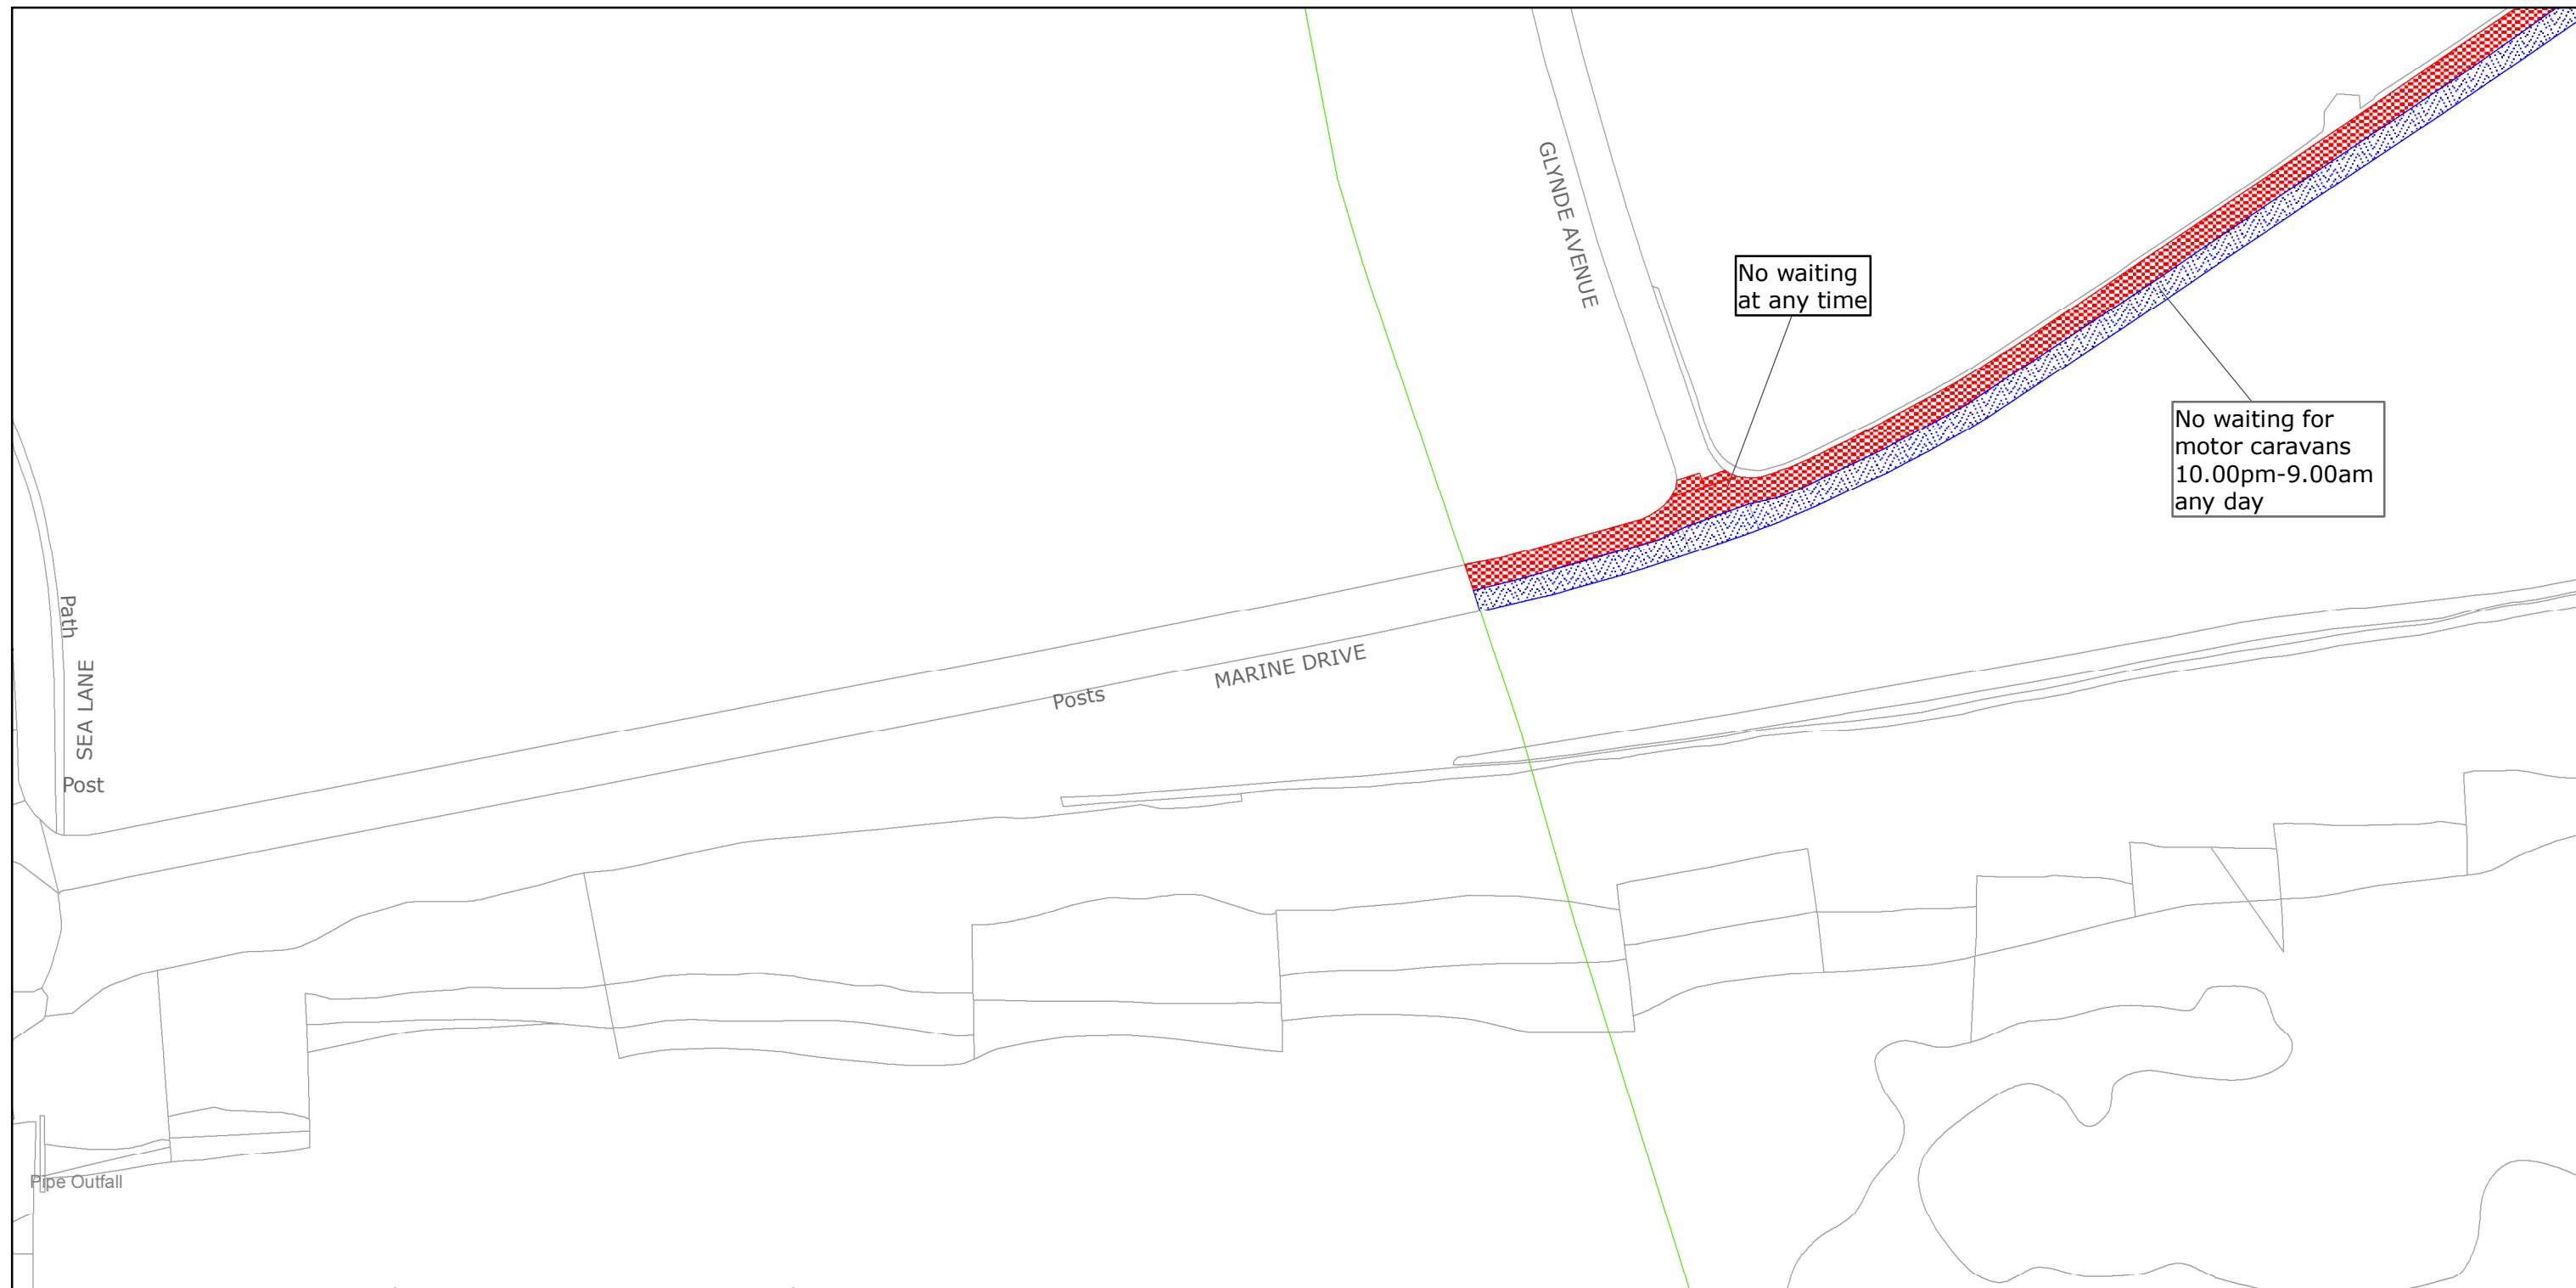 GLYNDE AVENUE
No waiting
at any time
No waiting for
motor caravans
10.00pm-9.00am
any day
Path
SEA LANE
Post
Posts
MARINE DRIVE
Pipe Outfall